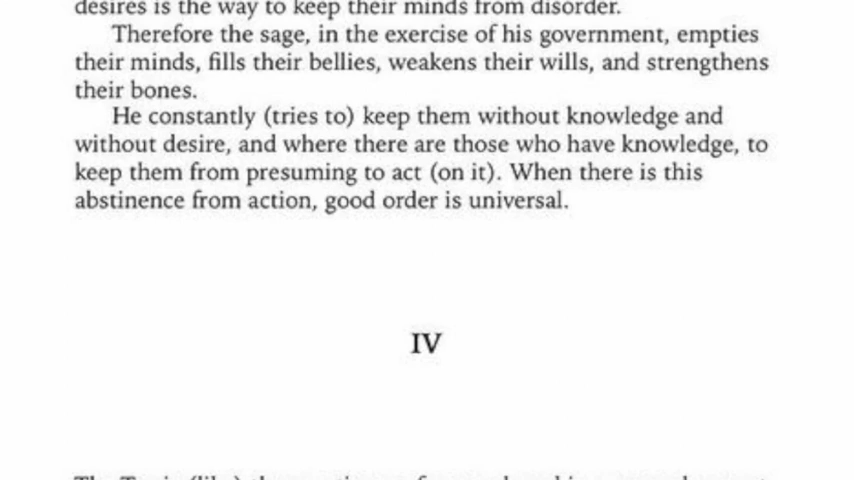 desires is the way to keep their minds from disorder.
Therefore the sage, in the exercise of his government, empties
their minds, fills their bellies, weakens their wills, and strengthens
their bones.
He constantly (tries to) keep them without knowledge and
without desire, and where there are those who have knowledge, to
keep them from presuming to act (on it). When there is this
abstinence from action, good order is universal.
IV